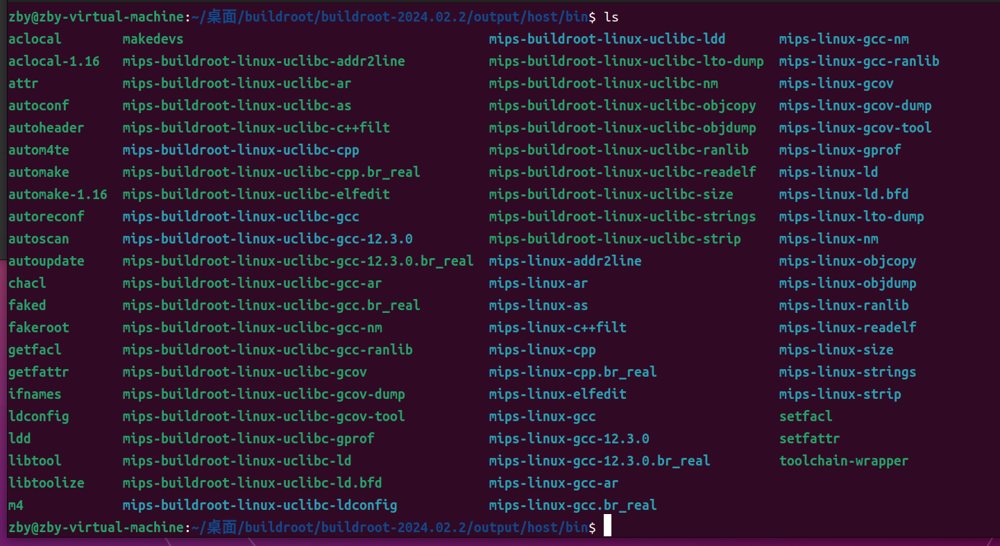 zby@zby-virtual-machine:~/桌面/buildroot/buildroot-2024.02.2/output/host/bin$ ls
aclocal makedevs mips-buildroot-linux-uclibc-ldd mips-linux-gcc-nm
aclocal-1.16 mips-buildroot-linux-uclibc-addr2line mips-buildroot-linux-uclibc-lto-dump mips-linux-gcc-ranlib
attr mips-buildroot-linux-uclibc-ar mips-buildroot-linux-uclibc-nm mips-linux-gcov
autoconf mips-buildroot-linux-uclibc-as mips-buildroot-linux-uclibc-objcopy mips-linux-gcov-dump
autoheader mips-buildroot-linux-uclibc-c++filt mips-buildroot-linux-uclibc-objdump mips-linux-gcov-tool
autom4te mips-buildroot-linux-uclibc-cpp mips-buildroot-linux-uclibc-ranlib mips-linux-gprof
automake mips-buildroot-linux-uclibc-cpp.br_real mips-buildroot-linux-uclibc-readelf mips-linux-ld
automake-1.16 mips-buildroot-linux-uclibc-elfedit mips-buildroot-linux-uclibc-size mips-linux-ld.bfd
autoreconf mips-buildroot-linux-uclibc-gcc mips-buildroot-linux-uclibc-strings mips-linux-lto-dump
autoscan mips-buildroot-linux-uclibc-gcc-12.3.0 mips-buildroot-linux-uclibc-strip mips-linux-nm
autoupdate mips-buildroot-linux-uclibc-gcc-12.3.0.br_real mips-linux-addr2line mips-linux-objcopy
chacl mips-buildroot-linux-uclibc-gcc-ar mips-linux-ar mips-linux-objdump
faked mips-buildroot-linux-uclibc-gcc.br_real mips-linux-as mips-linux-ranlib
fakeroot mips-buildroot-linux-uclibc-gcc-nm mips-linux-c++filt mips-linux-readelf
getfacl mips-buildroot-linux-uclibc-gcc-ranlib mips-linux-cpp mips-linux-size
getfattr mips-buildroot-linux-uclibc-gcov mips-linux-cpp.br_real mips-linux-strings
ifnames mips-buildroot-linux-uclibc-gcov-dump mips-linux-elfedit mips-linux-strip
ldconfig mips-buildroot-linux-uclibc-gcov-tool mips-linux-gcc setfacl
ldd mips-buildroot-linux-uclibc-gprof mips-linux-gcc-12.3.0 setfattr
libtool mips-buildroot-linux-uclibc-ld mips-linux-gcc-12.3.0.br_real toolchain-wrapper
libtoolize mips-buildroot-linux-uclibc-ld.bfd mips-linux-gcc-ar
m4 mips-buildroot-linux-uclibc-ldconfig mips-linux-gcc.br_real
zby@zby-virtual-machine:~/桌面/buildroot/buildroot-2024.02.2/output/host/bin$